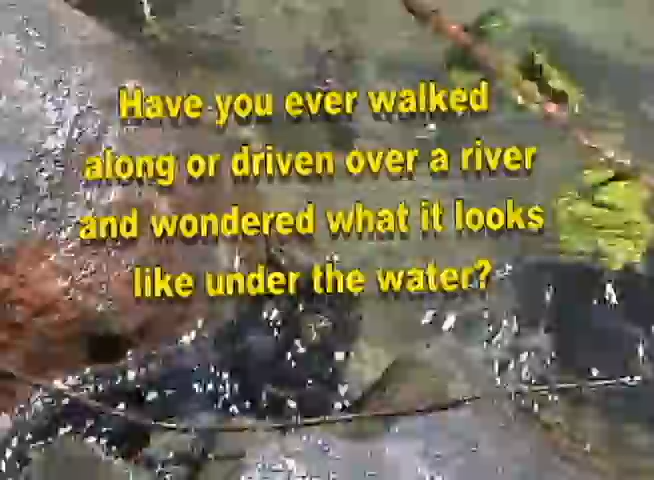 Have you ever walked
along or driven over a river
and wondered what it looks
like under the water?